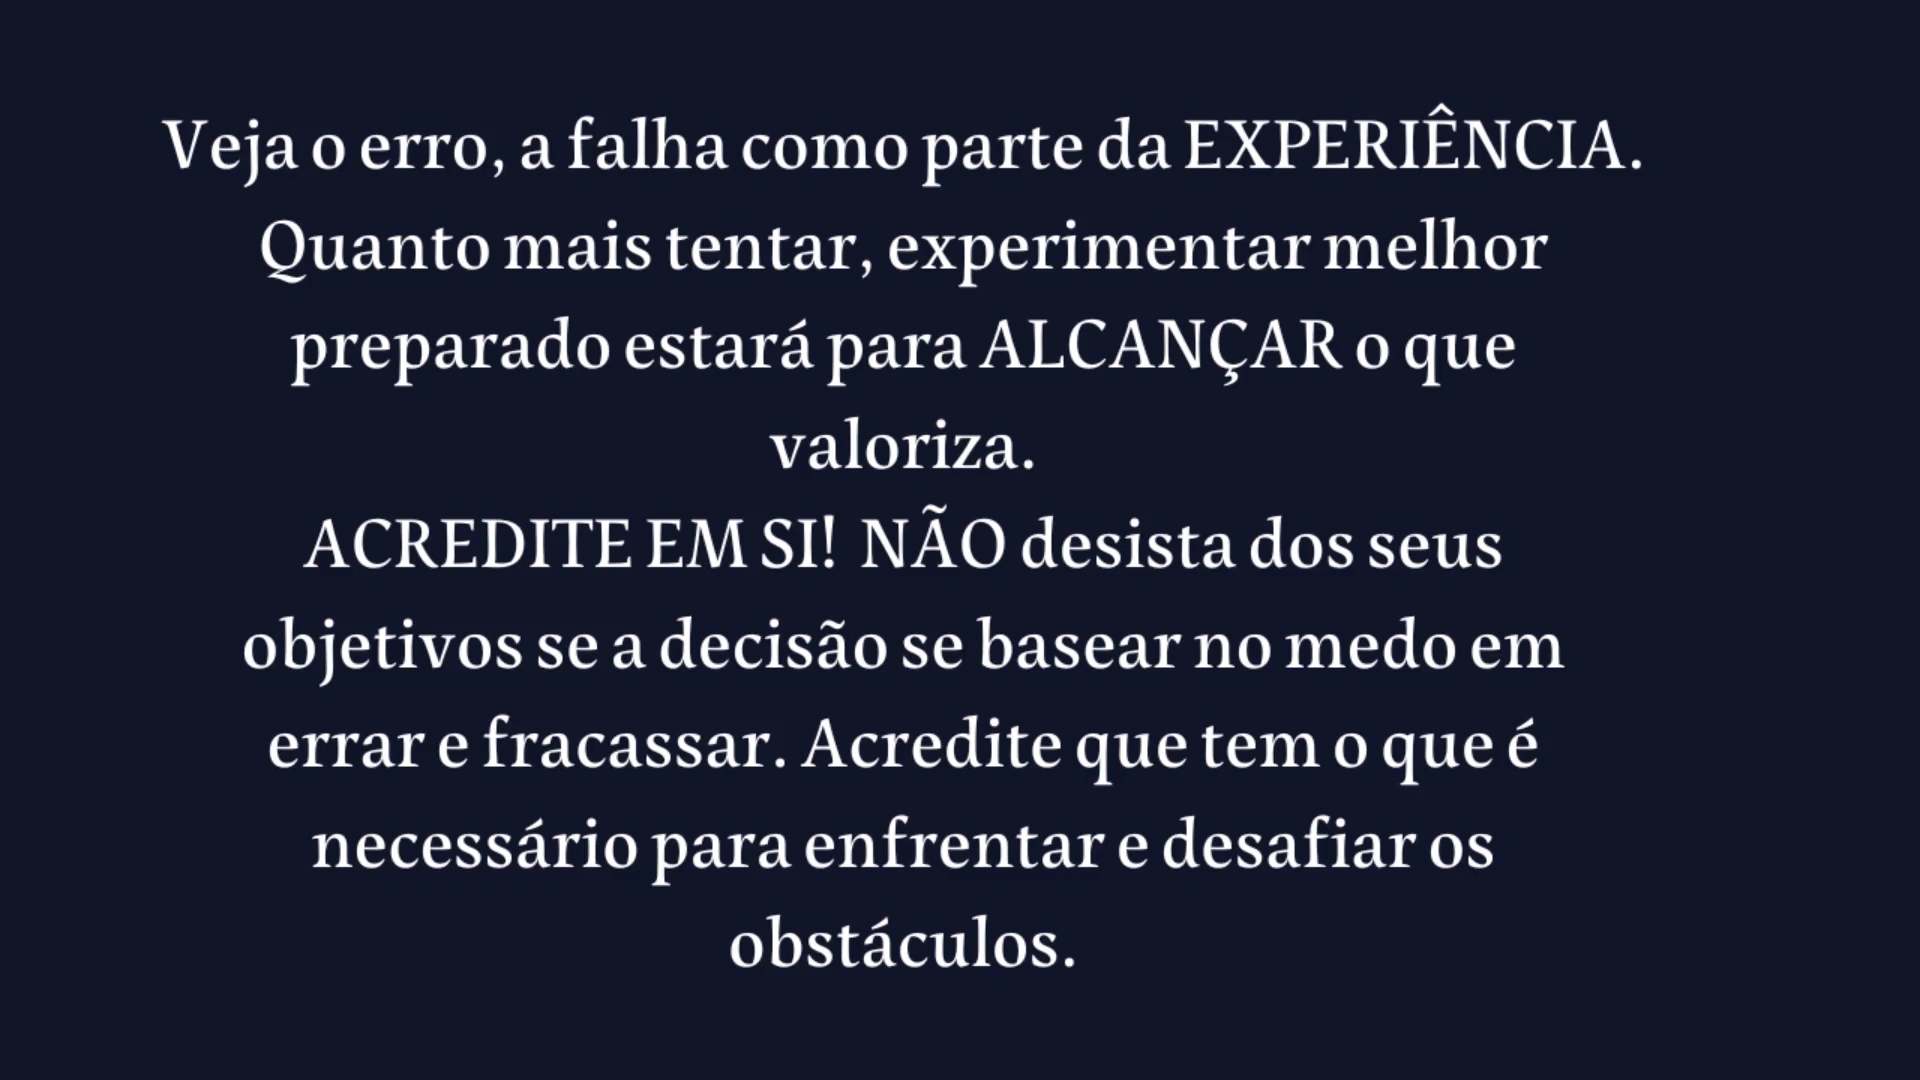 Veja o erro, a falha como parte da EXPERIÊNCIA.
Quanto mais tentar, experimentar melhor
preparado estará para ALCANÇAR o que
valoriza.
ACREDITE EM SI! NÃO desista dos seus
objetivos se a decisão se basear no medo em
errar e fracassar. Acredite que tem o que é
necessário para enfrentar e desafiar os
obstáculos.